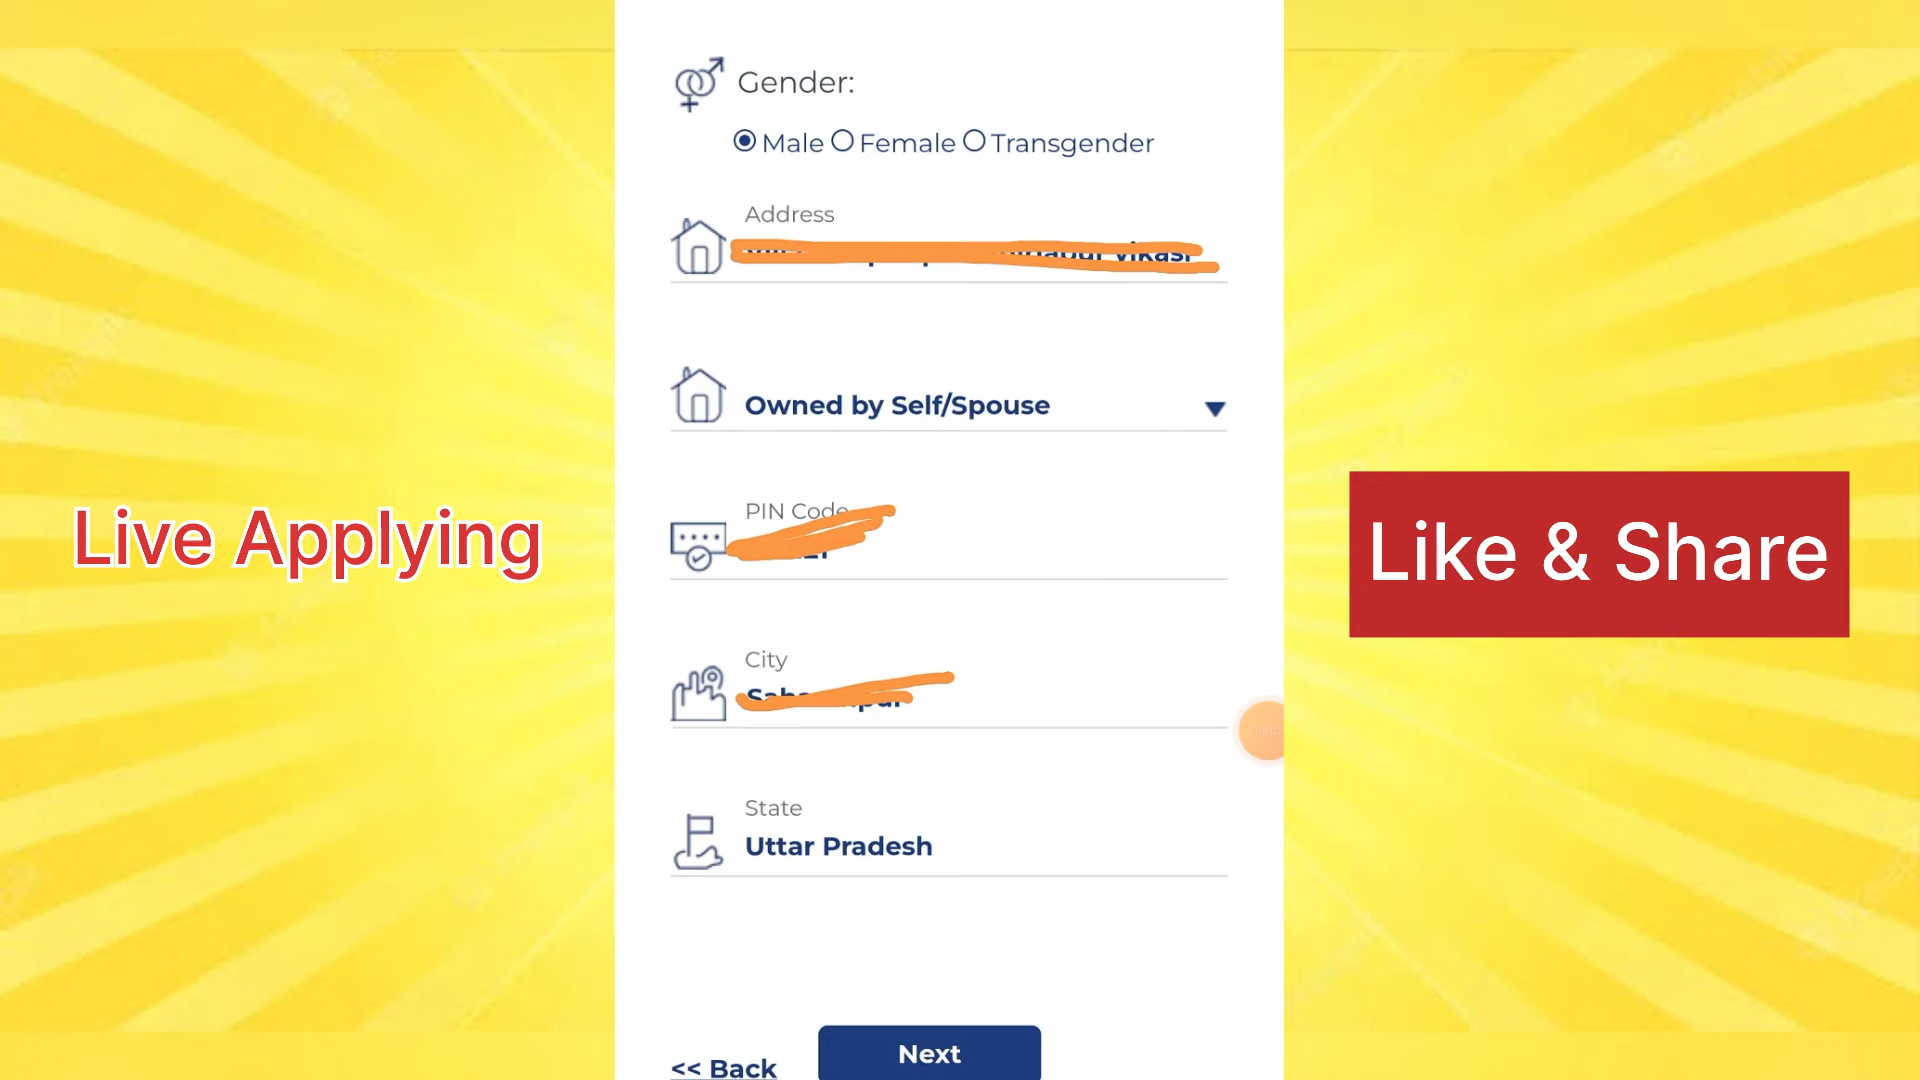 Gender:
Male Female Transgender
Address
Owned by Self/Spouse
PIN Code
City
State
Uttar Pradesh
<< Back
Next
Live Applying
Like & Share